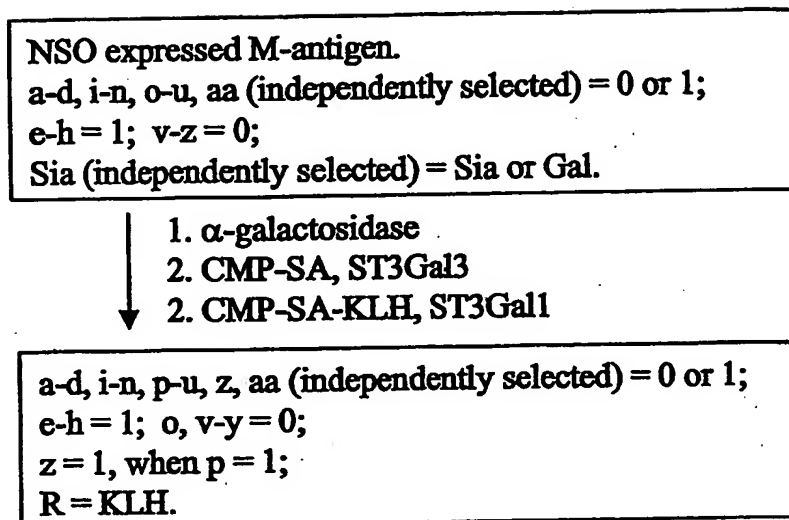 NSO expressed M-antigen.
a-d, i-n, o-u, aa (independently selected) = 0 or 1;
e-h = 1; v-z = 0;
Sia (independently selected) = Sia or Gal.
1. α-galactosidase
2. CMP-SA, ST3Gal3
2. CMP-SA-KLH, ST3Gal1
a-d, i-n, p-u, z, aa (independently selected) = 0 or 1;
e-h = 1; o, v-y = 0;
z = 1, when p = 1;
R = KLH.